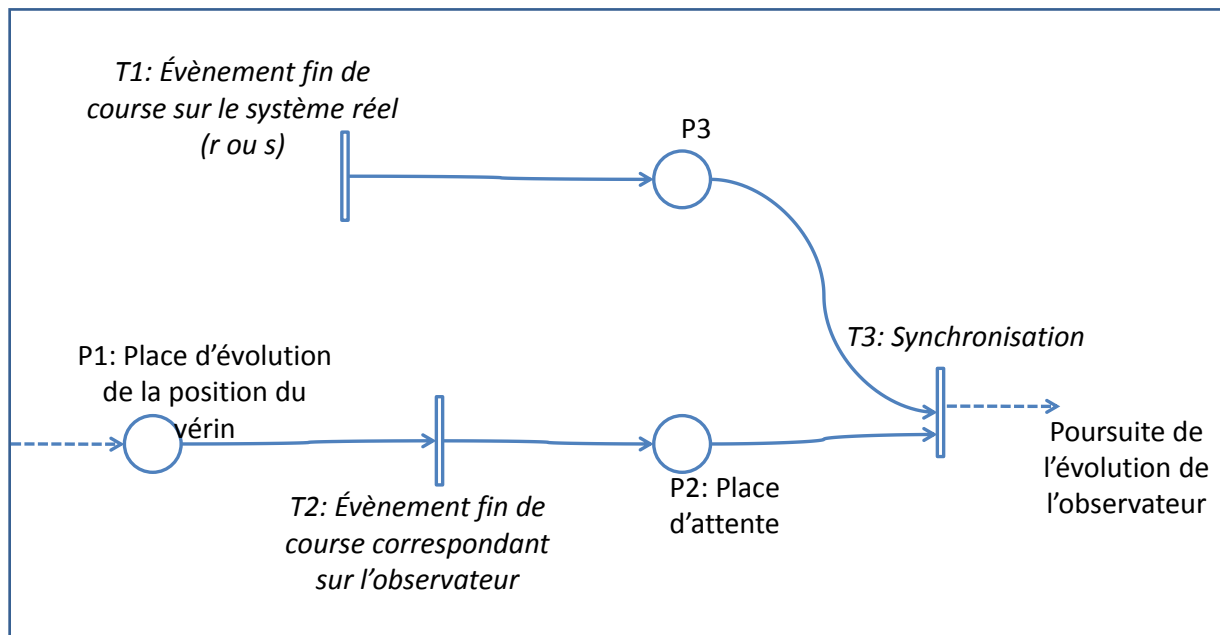 T1: Évènement fin de
course sur le système réel
(r ou s)
P3
T3: Synchronisation
P1: Place d’évolution
de la position du
vérin
T2: Évènement fin de
course correspondant
sur l’observateur
P2: Place
d’attente
Poursuite de
l’évolution de
l’observateur